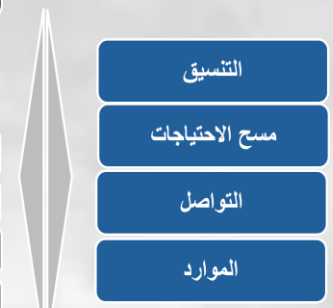 التنسيق
مسح الاحتياجات
التواصل
الموارد